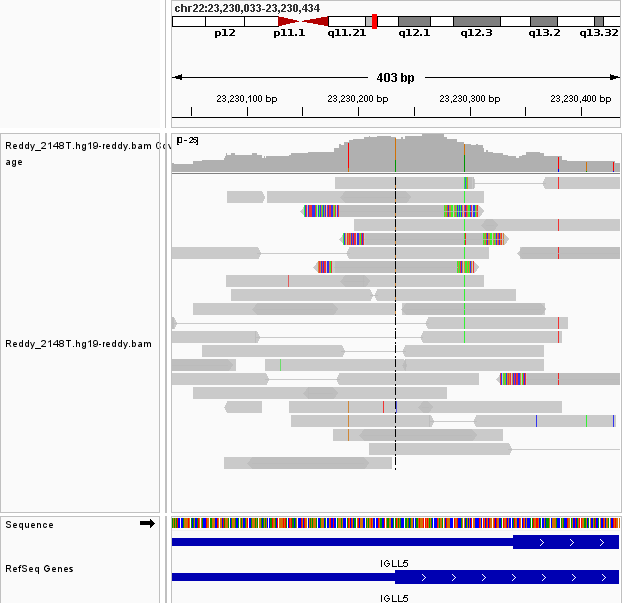 chr22:23,230,033-23,230,434
p12 p11.1 q11.21 q12.1 q12.3 q13.2 q13.32
403 bp
23,230,100 bp 23,230,200 bp 23,230,300 bp 23,230,400 bp
Reddy_2148T.hg19-reddy.bam Cov
age
[0-26]
Reddy_2148T.hg19-reddy.bam
Sequence
IGLL5
RefSeq Genes
IGLL5